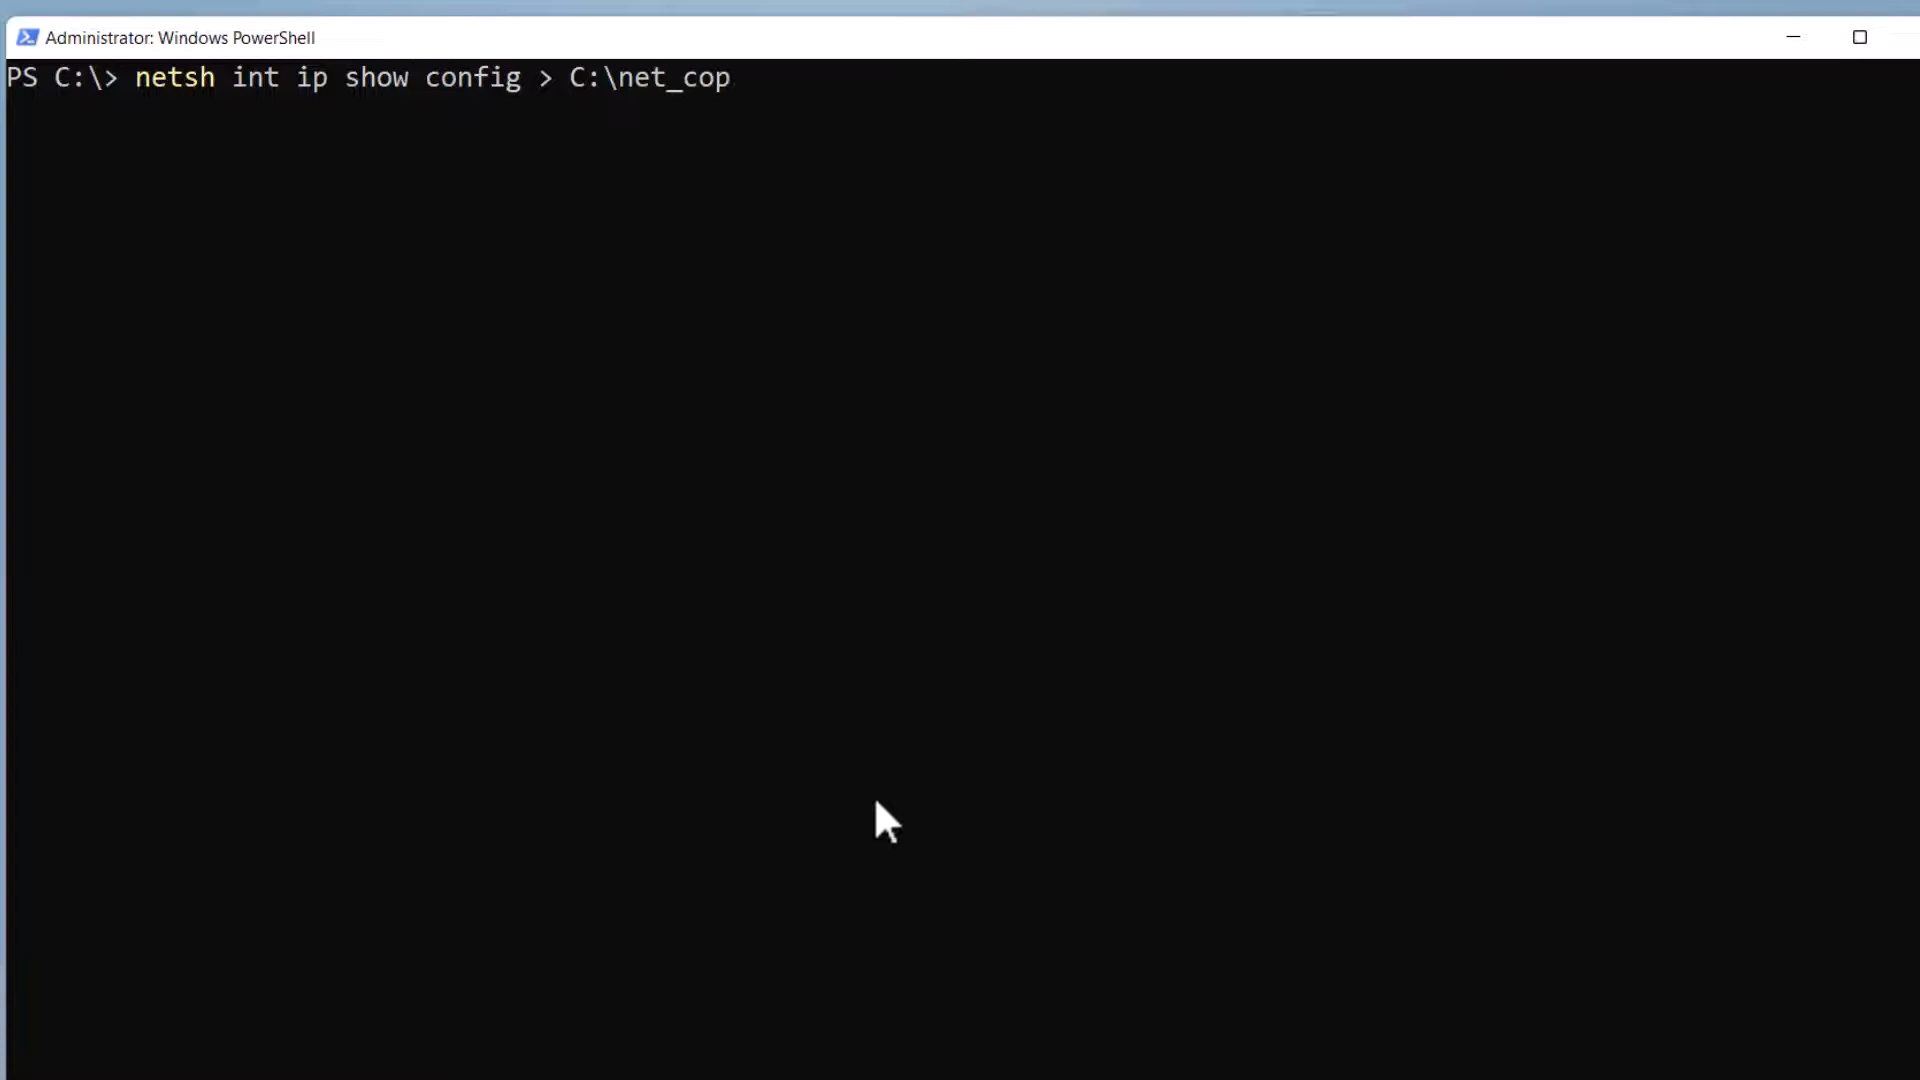 Administrator: Windows PowerShell
PS C:\> netsh int ip show config > C:\net_cop